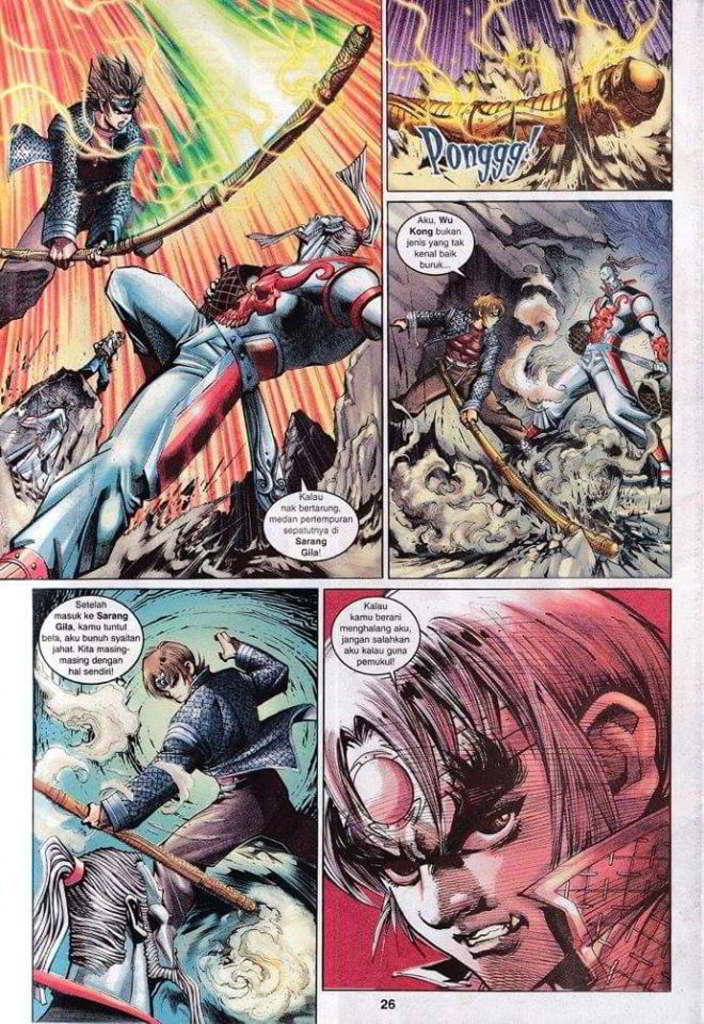 Kalau
nak bertarung,
medan pertempuran
sepatutnya di
Sarang
Gila!
Ponggg!
Aku, Wu
Kong bukan
jenis yang tak
kenal baik
buruk...
Setelah
masuk ke Sarang
Gila, kamu tuntut
bela, aku bunuh syaitan
jahat. Kita masing-
masing dengan
hal sendiri!
Kalau
kamu berani
menghalang aku,
jangan salahkan
aku kalau guna
pemukul!
26